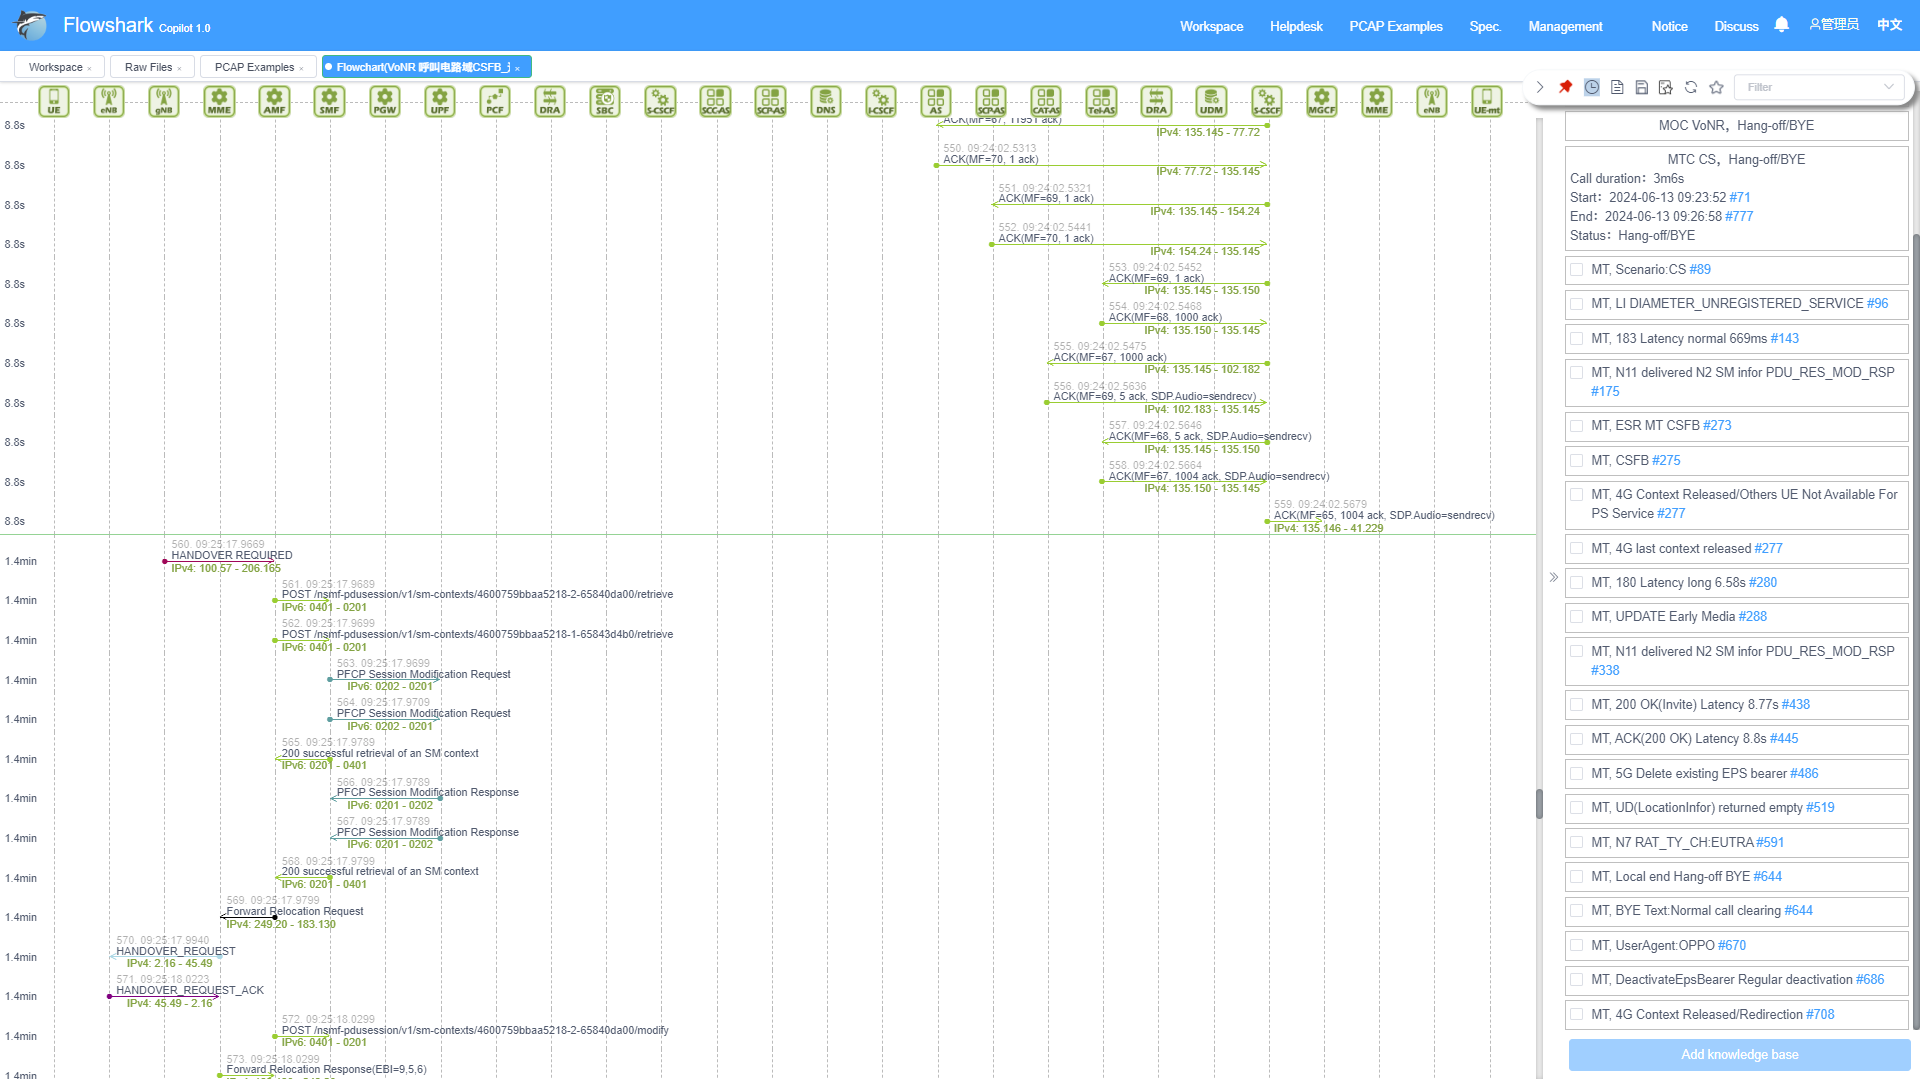 Flowshark Copilot 1.0
Workspace Helpdesk PCAP Examples Spec. Management Notice Discuss 管理员 中文
Workspace × Raw Files × PCAP Examples × Flowchart(VoNR 呼叫电路域CSFB_ ×
Filter
UE eNB gNB MME AMF SMF PGW UPF PCF DRA SBC S-CSCF SCC-AS SCP-AS DNS I-CSCF AS SCP-AS CAT-AS Tel-AS DRA UDM S-CSCF MGCF MME eNB UE-mt
8.8s
ACK(MF=67, 11951 ack)
IPv4: 135.145 - 77.72
550. 09:24:02.5313
8.8s
ACK(MF=70, 1 ack)
IPv4: 77.72 - 135.145
551. 09:24:02.5321
8.8s
ACK(MF=69, 1 ack)
IPv4: 135.145 - 154.24
552. 09:24:02.5441
8.8s
ACK(MF=70, 1 ack)
IPv4: 154.24 - 135.145
553. 09:24:02.5452
8.8s
ACK(MF=69, 1 ack)
IPv4: 135.145 - 135.150
554. 09:24:02.5468
8.8s
ACK(MF=68, 1000 ack)
IPv4: 135.150 - 135.145
555. 09:24:02.5475
8.8s
ACK(MF=67, 1000 ack)
IPv4: 135.145 - 102.182
556. 09:24:02.5636
8.8s
ACK(MF=69, 5 ack, SDP.Audio=sendrecv)
IPv4: 102.183 - 135.145
557. 09:24:02.5646
8.8s
ACK(MF=68, 5 ack, SDP.Audio=sendrecv)
IPv4: 135.145 - 135.150
558. 09:24:02.5664
8.8s
ACK(MF=67, 1004 ack, SDP.Audio=sendrecv)
IPv4: 135.150 - 135.145
559. 09:24:02.5679
8.8s
ACK(MF=65, 1004 ack, SDP.Audio=sendrecv)
IPv4: 135.146 - 41.229
560. 09:25:17.9669
1.4min
HANDOVER REQUIRED
IPv4: 100.57 - 206.165
561. 09:25:17.9689
1.4min
POST /nsmf-pdusession/v1/sm-contexts/4600759bbaa5218-2-65840da00/retrieve
IPv6: 0401 - 0201
562. 09:25:17.9699
1.4min
POST /nsmf-pdusession/v1/sm-contexts/4600759bbaa5218-1-65843d4b0/retrieve
IPv6: 0401 - 0201
563. 09:25:17.9699
1.4min
PFCP Session Modification Request
IPv6: 0202 - 0201
564. 09:25:17.9709
1.4min
PFCP Session Modification Request
IPv6: 0202 - 0201
565. 09:25:17.9789
1.4min
200 successful retrieval of an SM context
IPv6: 0201 - 0401
566. 09:25:17.9789
1.4min
PFCP Session Modification Response
IPv6: 0201 - 0202
567. 09:25:17.9789
1.4min
PFCP Session Modification Response
IPv6: 0201 - 0202
568. 09:25:17.9799
1.4min
200 successful retrieval of an SM context
IPv6: 0201 - 0401
569. 09:25:17.9799
1.4min
Forward Relocation Request
IPv4: 249.20 - 183.130
570. 09:25:17.9940
1.4min
HANDOVER_REQUEST
IPv4: 2.16 - 45.49
571. 09:25:18.0223
1.4min
HANDOVER_REQUEST_ACK
IPv4: 45.49 - 2.16
572. 09:25:18.0299
1.4min
POST /nsmf-pdusession/v1/sm-contexts/4600759bbaa5218-2-65840da00/modify
IPv6: 0401 - 0201
573. 09:25:18.0299
1.4min
Forward Relocation Response(EBI=9,5,6)
MOC VoNR，Hang-off/BYE
MTC CS，Hang-off/BYE
Call duration：3m6s
Start：2024-06-13 09:23:52 #71
End：2024-06-13 09:26:58 #777
Status：Hang-off/BYE
MT, Scenario:CS #89
MT, LI DIAMETER_UNREGISTERED_SERVICE #96
MT, 183 Latency normal 669ms #143
MT, N11 delivered N2 SM infor PDU_RES_MOD_RSP
#175
MT, ESR MT CSFB #273
MT, CSFB #275
MT, 4G Context Released/Others UE Not Available For
PS Service #277
MT, 4G last context released #277
MT, 180 Latency long 6.58s #280
MT, UPDATE Early Media #288
MT, N11 delivered N2 SM infor PDU_RES_MOD_RSP
#338
MT, 200 OK(Invite) Latency 8.77s #438
MT, ACK(200 OK) Latency 8.8s #445
MT, 5G Delete existing EPS bearer #486
MT, UD(LocationInfor) returned empty #519
MT, N7 RAT_TY_CH:EUTRA #591
MT, Local end Hang-off BYE #644
MT, BYE Text:Normal call clearing #644
MT, UserAgent:OPPO #670
MT, DeactivateEpsBearer Regular deactivation #686
MT, 4G Context Released/Redirection #708
Add knowledge base